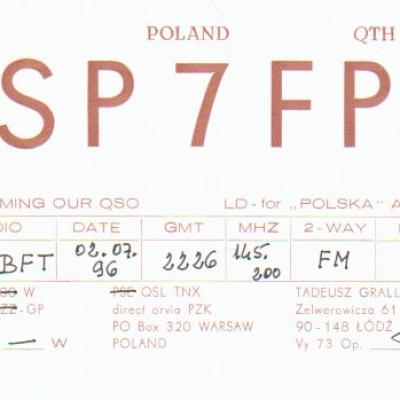 POLAND QTH
SP7FP
MING OUR QSO LD - for „POLSKA" A
DIO DATE GMT MHZ 2-WAY
BFT 02.07.96 2226 145.200 FM
W PSE QSL TNX TADEUSZ GRALL
ZZ-GP direct orvia PZK Zelwerowicza 61
PO Box 320 WARSAW 90-148 ŁÓDŹ
— W POLAND Vy 73 Op.